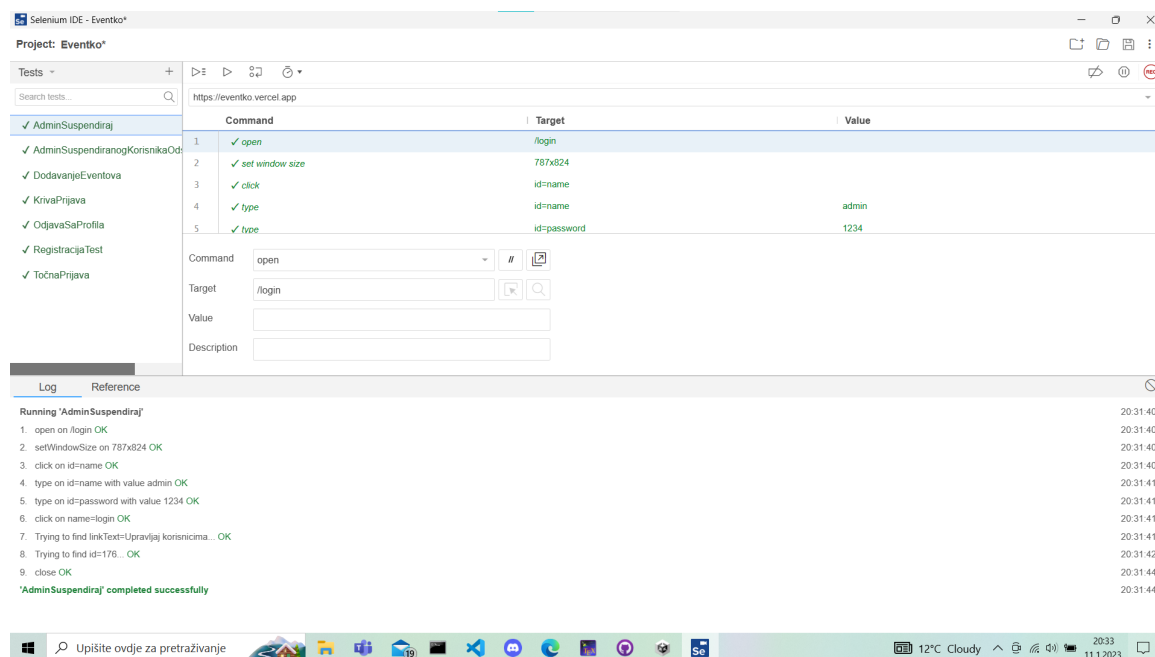 Selenium IDE - Eventko*
Project: Eventko*
Tests
Search tests...
https://eventko.vercel.app
Command Target Value
✓ AdminSuspendiraj
✓ AdminSuspendiranogKorisnikaOds
✓ DodavanjeEventova
✓ KrivaPrijava
✓ OdjavaSaProfila
✓ RegistracijaTest
✓ TočnaPrijava
1 ✓ open /login
2 ✓ set window size 787x824
3 ✓ click id=name
4 ✓ type id=name admin
5 ✓ type id=password 1234
Command open //
Target /login
Value
Description
Log Reference
Running 'AdminSuspendiraj' 20:31:40
1. open on /login OK 20:31:40
2. setWindowSize on 787x824 OK 20:31:40
3. click on id=name OK 20:31:40
4. type on id=name with value admin OK 20:31:41
5. type on id=password with value 1234 OK 20:31:41
6. click on name=login OK 20:31:41
7. Trying to find linkText=Upravljaj korisnicima... OK 20:31:41
8. Trying to find id=176... OK 20:31:42
9. close OK 20:31:44
'AdminSuspendiraj' completed successfully 20:31:44
Upišite ovdje za pretraživanje 19 Se 12°C Cloudy 20:33
11.1.2023.